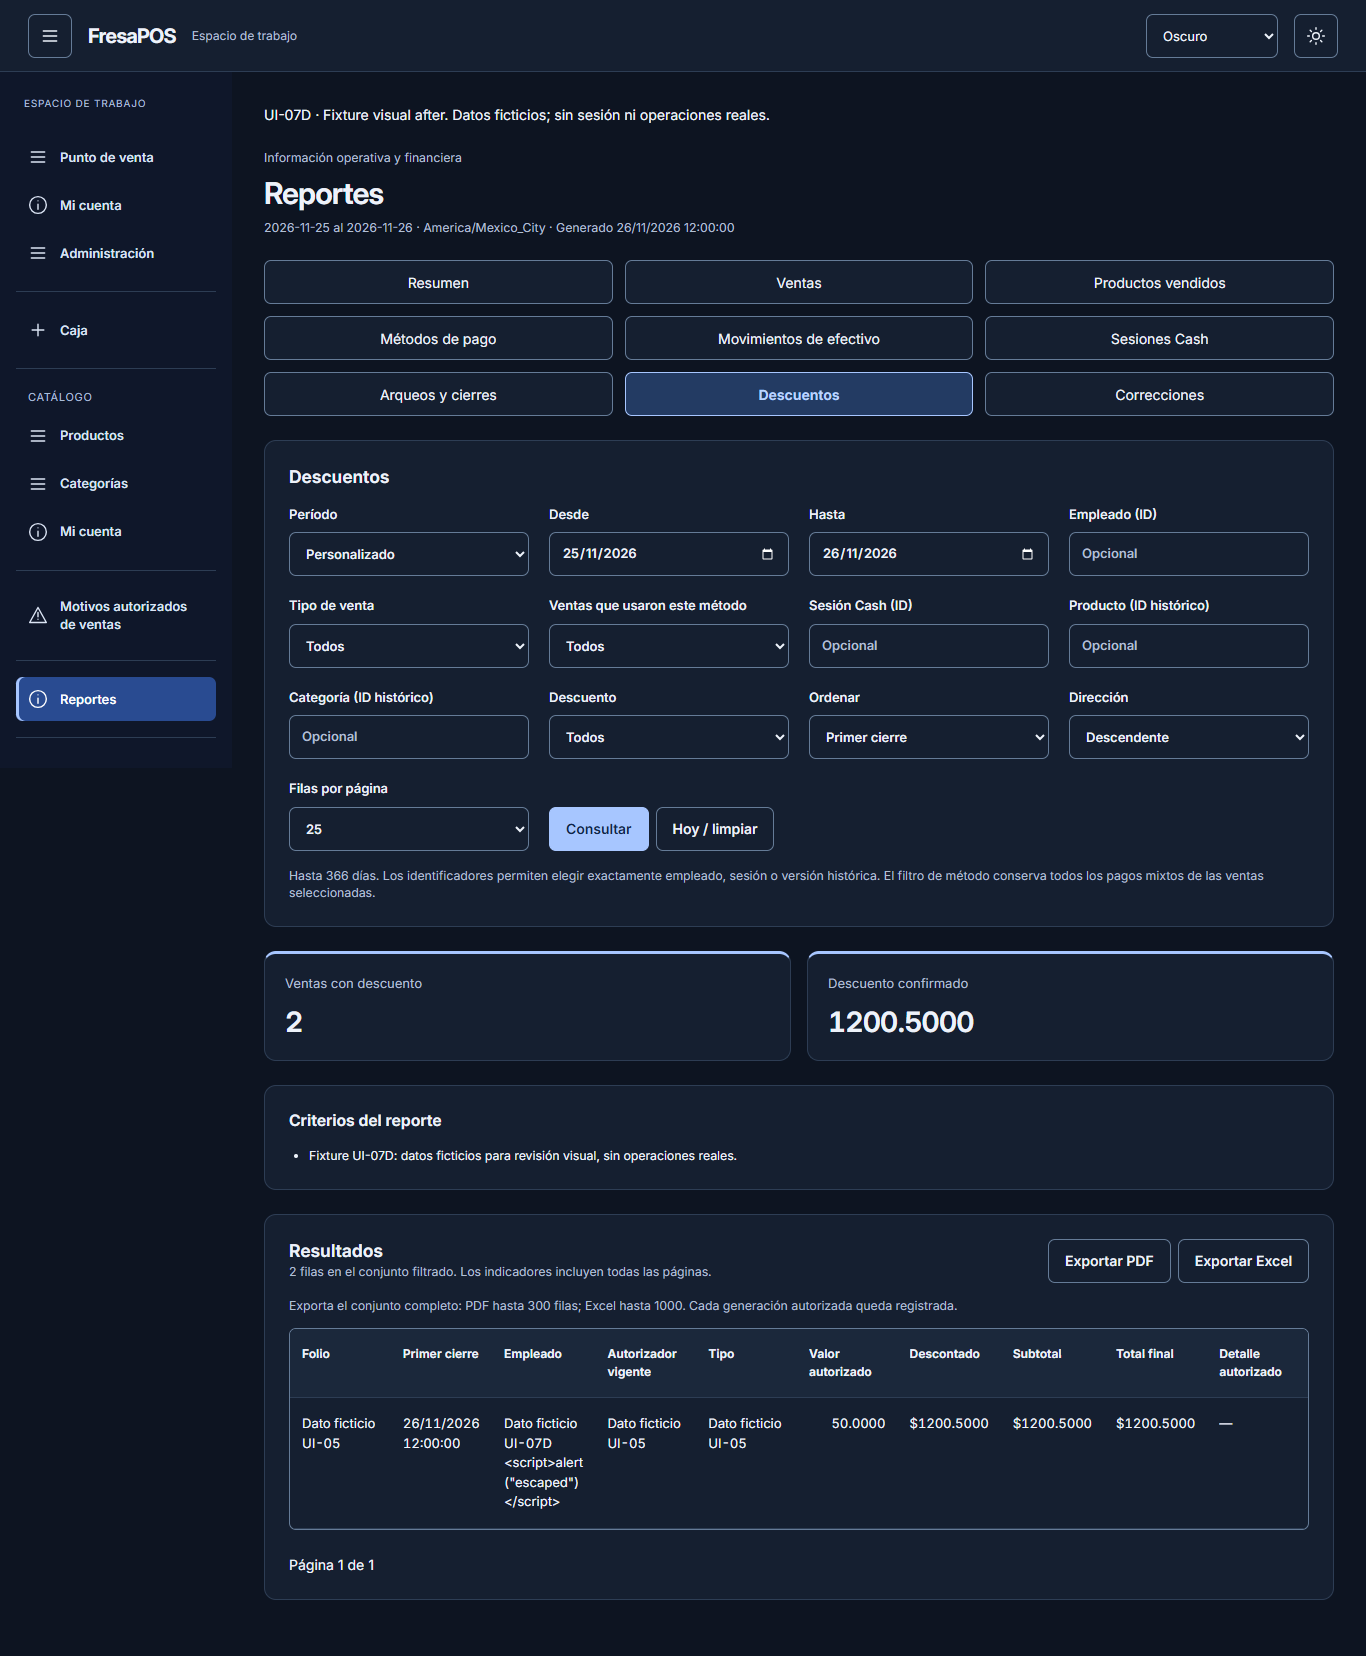 FresaPOS
Espacio de trabajo
Oscuro
ESPACIO DE TRABAJO
Punto de venta
Mi cuenta
Administración
Caja
CATÁLOGO
Productos
Categorías
Mi cuenta
Motivos autorizados
de ventas
Reportes
UI-07D · Fixture visual after. Datos ficticios; sin sesión ni operaciones reales.
Información operativa y financiera
Reportes
2026-11-25 al 2026-11-26 · America/Mexico_City · Generado 26/11/2026 12:00:00
Resumen
Ventas
Productos vendidos
Métodos de pago
Movimientos de efectivo
Sesiones Cash
Arqueos y cierres
Descuentos
Correcciones
Descuentos
Período
Desde
Hasta
Empleado (ID)
Personalizado
25/11/2026
26/11/2026
Opcional
Tipo de venta
Ventas que usaron este método
Sesión Cash (ID)
Producto (ID histórico)
Todos
Todos
Opcional
Opcional
Categoría (ID histórico)
Descuento
Ordenar
Dirección
Opcional
Todos
Primer cierre
Descendente
Filas por página
25
Consultar
Hoy / limpiar
Hasta 366 días. Los identificadores permiten elegir exactamente empleado, sesión o versión histórica. El filtro de método conserva todos los pagos mixtos de las ventas
seleccionadas.
Ventas con descuento
2
Descuento confirmado
1200.5000
Criterios del reporte
• Fixture UI-07D: datos ficticios para revisión visual, sin operaciones reales.
Resultados
2 filas en el conjunto filtrado. Los indicadores incluyen todas las páginas.
Exportar PDF
Exportar Excel
Exporta el conjunto completo: PDF hasta 300 filas; Excel hasta 1000. Cada generación autorizada queda registrada.
Folio
Primer cierre
Empleado
Autorizador
vigente
Tipo
Valor
autorizado
Descontado
Subtotal
Total final
Detalle
autorizado
Dato ficticio
UI-05
26/11/2026
12:00:00
Dato ficticio
UI-07D
<script>alert
("escaped")
</script>
Dato ficticio
UI-05
Dato ficticio
UI-05
50.0000
$1200.5000
$1200.5000
$1200.5000
—
Página 1 de 1